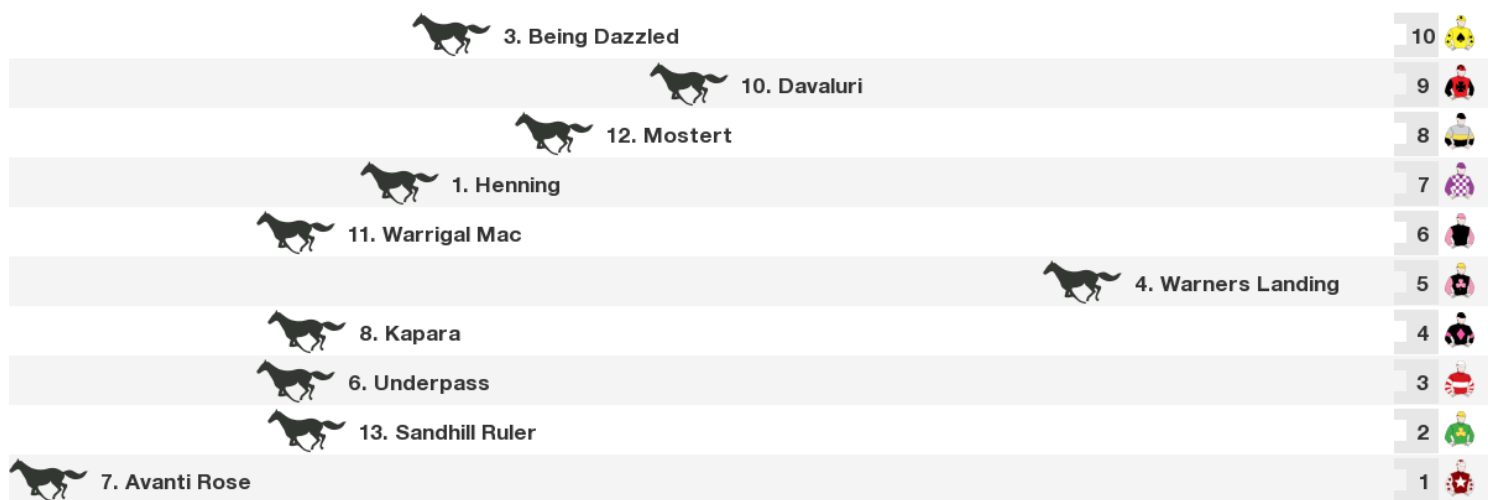 3. Being Dazzled 10
10. Davaluri 9
12. Mostert 8
1. Henning 7
11. Warrigal Mac 6
4. Warners Landing 5
8. Kapara 4
6. Underpass 3
13. Sandhill Ruler 2
7. Avanti Rose 1